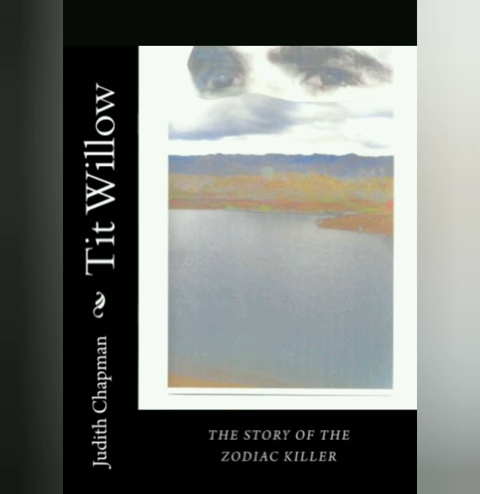 Judith Chapman
Tit Willow
THE STORY OF THE
ZODIAC KILLER